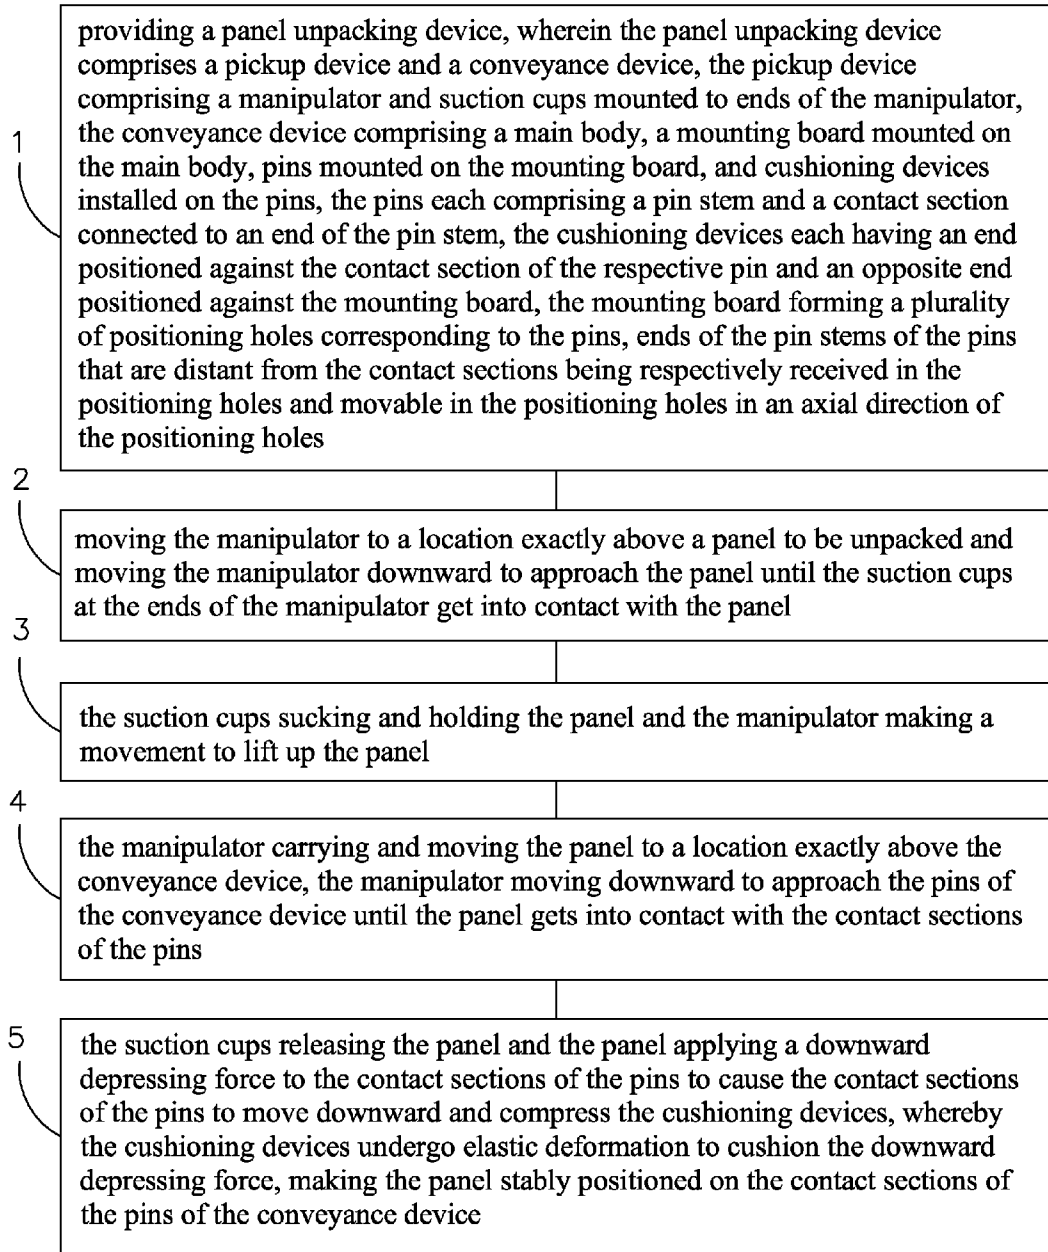 1
providing a panel unpacking device, wherein the panel unpacking device
comprises a pickup device and a conveyance device, the pickup device
comprising a manipulator and suction cups mounted to ends of the manipulator,
the conveyance device comprising a main body, a mounting board mounted on
the main body, pins mounted on the mounting board, and cushioning devices
installed on the pins, the pins each comprising a pin stem and a contact section
connected to an end of the pin stem, the cushioning devices each having an end
positioned against the contact section of the respective pin and an opposite end
positioned against the mounting board, the mounting board forming a plurality
of positioning holes corresponding to the pins, ends of the pin stems of the pins
that are distant from the contact sections being respectively received in the
positioning holes and movable in the positioning holes in an axial direction of
the positioning holes
2
moving the manipulator to a location exactly above a panel to be unpacked and
moving the manipulator downward to approach the panel until the suction cups
at the ends of the manipulator get into contact with the panel
3
the suction cups sucking and holding the panel and the manipulator making a
movement to lift up the panel
4
the manipulator carrying and moving the panel to a location exactly above the
conveyance device, the manipulator moving downward to approach the pins of
the conveyance device until the panel gets into contact with the contact sections
of the pins
5
the suction cups releasing the panel and the panel applying a downward
depressing force to the contact sections of the pins to cause the contact sections
of the pins to move downward and compress the cushioning devices, whereby
the cushioning devices undergo elastic deformation to cushion the downward
depressing force, making the panel stably positioned on the contact sections of
the pins of the conveyance device